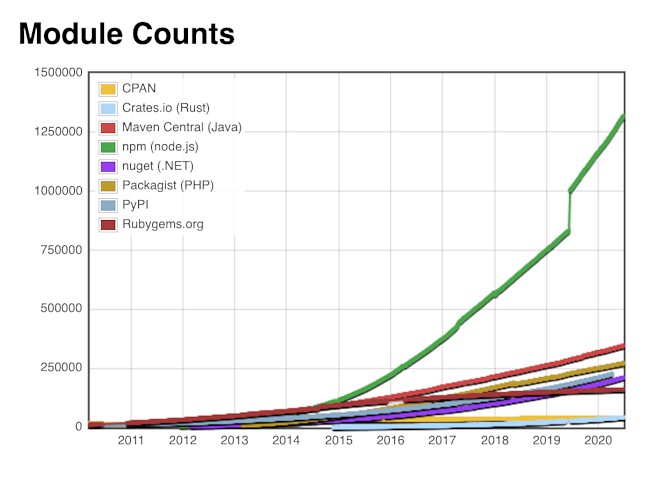 Module Counts
1500000
1250000
1000000
750000
500000
250000
0
CPAN
Crates.io (Rust)
Maven Central (Java)
npm (node.js)
nuget (.NET)
Packagist (PHP)
PyPI
Rubygems.org
2011 2012 2013 2014 2015 2016 2017 2018 2019 2020